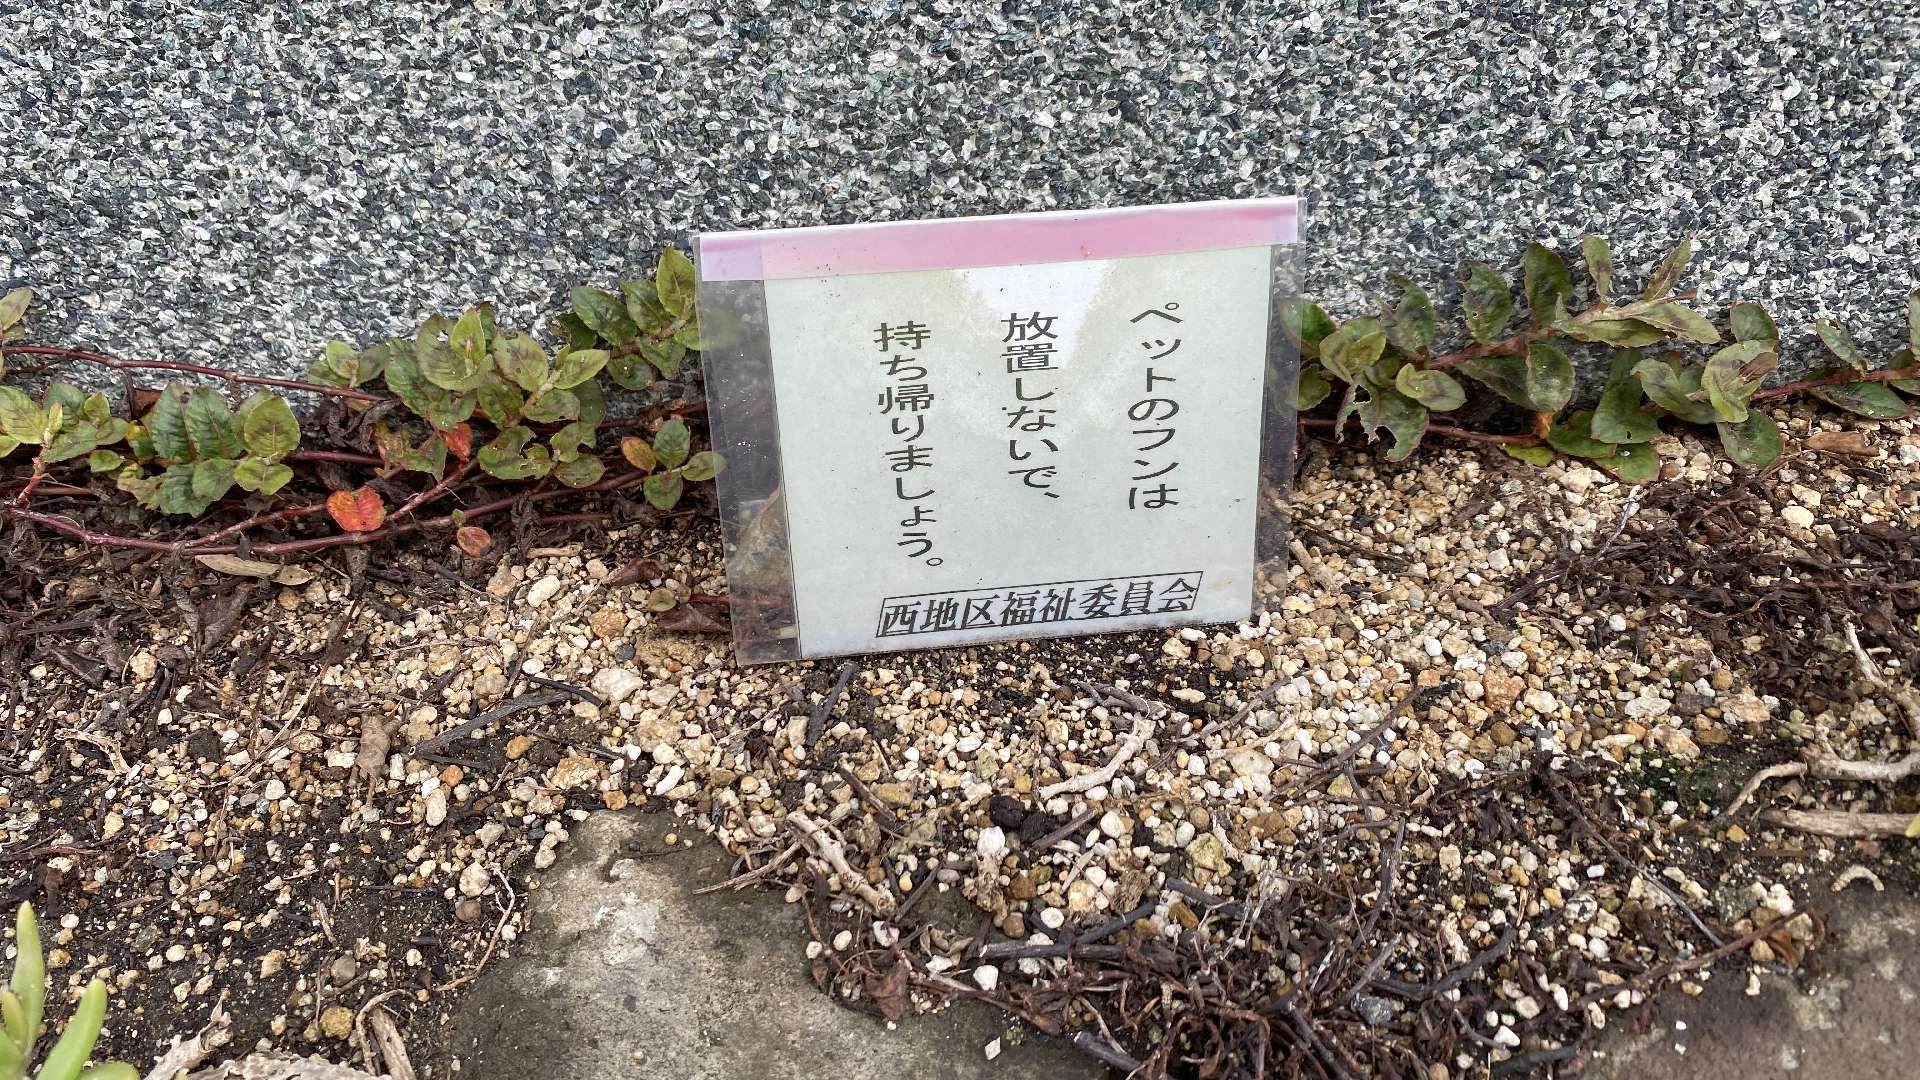 ペットのフンは
放置しないで、
持ち帰りましょう。
西地区福祉委員会